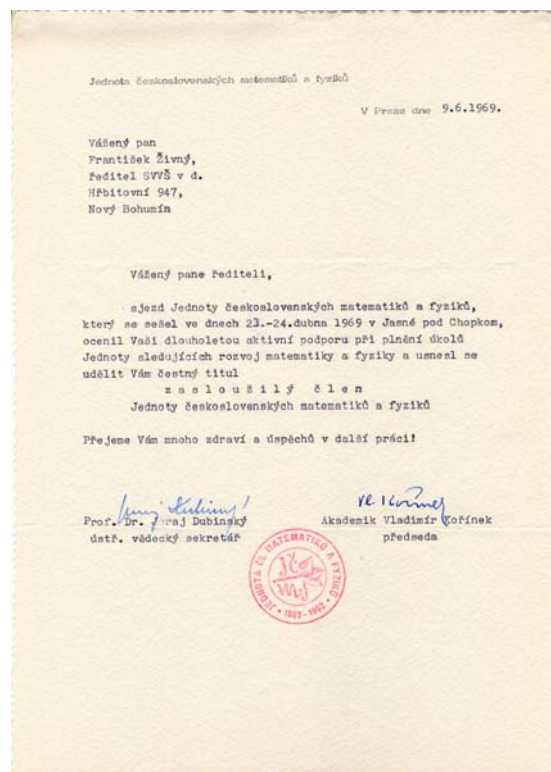 Jednota československých matematiků a fyziků
V Praze dne 9.6.1969.
Vážený pan
František Živný,
ředitel SVVŠ v d.
Hřbitovní 947,
Nový Bohumín
Vážený pane řediteli,
sjezd Jednoty československých matematiků a fyziků,
který se sešel ve dnech 23.-24.dubna 1969 v Jasné pod Chopkom,
ocenil Vaši dlouholetou aktivní podporu při plnění úkolů
Jednoty sledujících rozvoj matematiky a fyziky a usnesl se
udělit Vám čestný titul
z a s l o u ž i l ý č l e n
Jednoty československých matematiků a fyziků
Přejeme Vám mnoho zdraví a úspěchů v další práci!
Vl. Kořínek
Prof. Dr. Juraj Dubinský Akademik Vladimír Kořínek
ústř. vědecký sekretář předseda
JEDNOTA ČS. MATEMATIKŮ A FYZIKŮ
JČ
MF
1862 - 1962